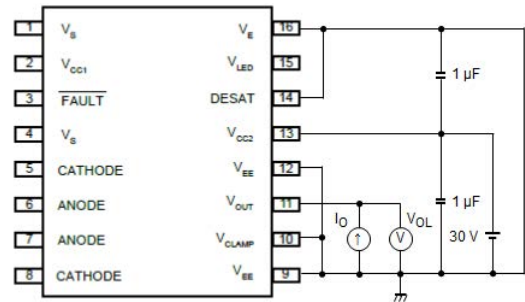 1 V_S V_E 16
2 V_CC1 V_LED 15
3 FAULT DESAT 14
4 V_S V_CC2 13
5 CATHODE V_EE 12
6 ANODE V_OUT 11
7 ANODE V_CLAMP 10
8 CATHODE V_EE 9
1 µF
1 µF
I_O ↑ V V_OL
30 V